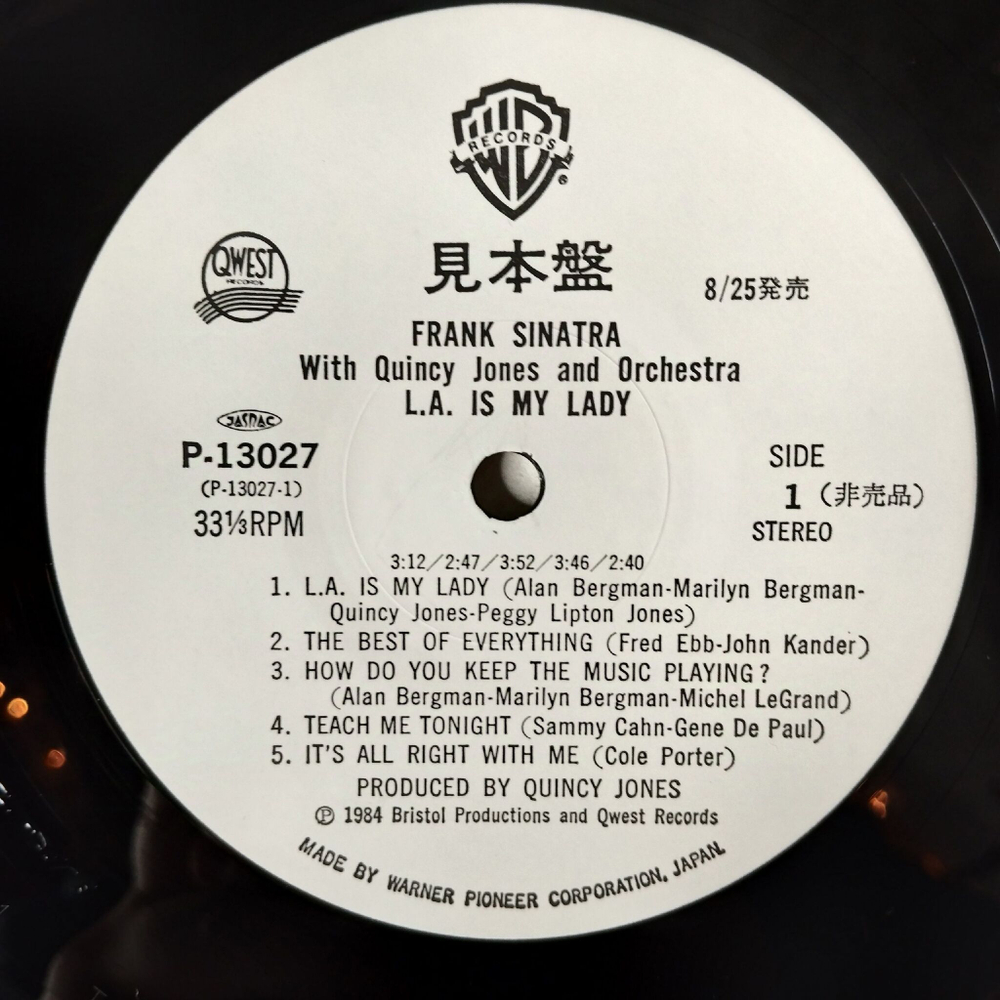 WB
RECORDS
QWEST
RECORDS
見本盤
8/25発売
FRANK SINATRA
With Quincy Jones and Orchestra
L.A. IS MY LADY
JASRAC
P-13027
(P-13027-1)
33⅓RPM
SIDE
1 (非売品)
STEREO
3:12/2:47/3:52/3:46/2:40
1. L.A. IS MY LADY (Alan Bergman-Marilyn Bergman-
Quincy Jones-Peggy Lipton Jones)
2. THE BEST OF EVERYTHING (Fred Ebb-John Kander)
3. HOW DO YOU KEEP THE MUSIC PLAYING?
(Alan Bergman-Marilyn Bergman-Michel LeGrand)
4. TEACH ME TONIGHT (Sammy Cahn-Gene De Paul)
5. IT'S ALL RIGHT WITH ME (Cole Porter)
PRODUCED BY QUINCY JONES
℗ 1984 Bristol Productions and Qwest Records
MADE BY WARNER PIONEER CORPORATION, JAPAN.